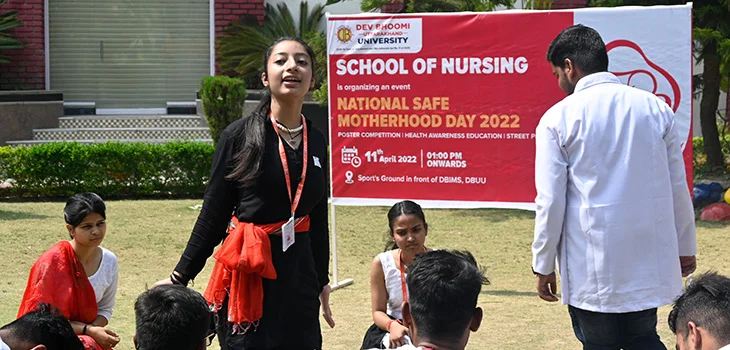 DEV BHOOMI
UTTARAKHAND
UNIVERSITY
SCHOOL OF NURSING
is organizing an event
NATIONAL SAFE
MOTHERHOOD DAY 2022
POSTER COMPETITION | HEALTH AWARENESS EDUCATION | STREET P
11th April 2022 | 01:00 PM
ONWARDS
Sport's Ground in front of DBIMS, DBUU